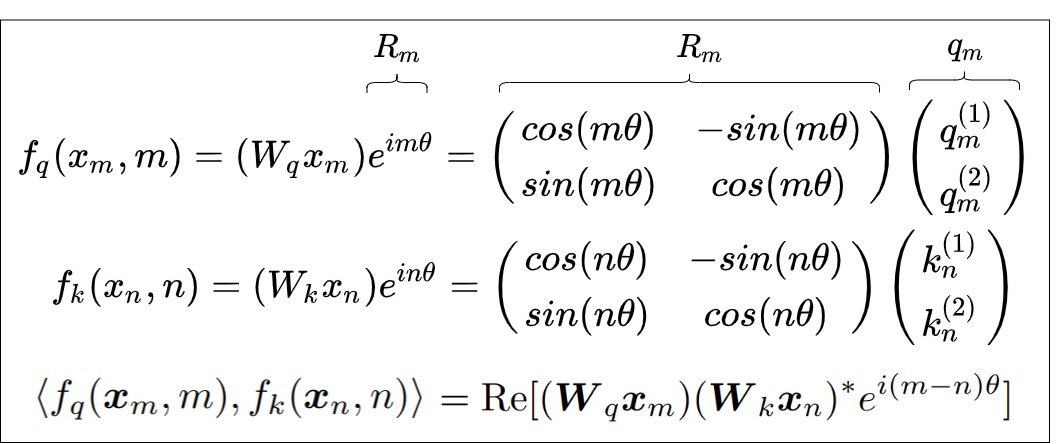 R_m R_m q_m
f_q(x_m, m) = (W_q x_m)e^{imθ} = ( cos(mθ) −sin(mθ) ) ( q_m^{(1)} )
( sin(mθ) cos(mθ) ) ( q_m^{(2)} )
f_k(x_n, n) = (W_k x_n)e^{inθ} = ( cos(nθ) −sin(nθ) ) ( k_n^{(1)} )
( sin(nθ) cos(nθ) ) ( k_n^{(2)} )
⟨f_q(x_m, m), f_k(x_n, n)⟩ = Re[(W_q x_m)(W_k x_n)^* e^{i(m−n)θ}]